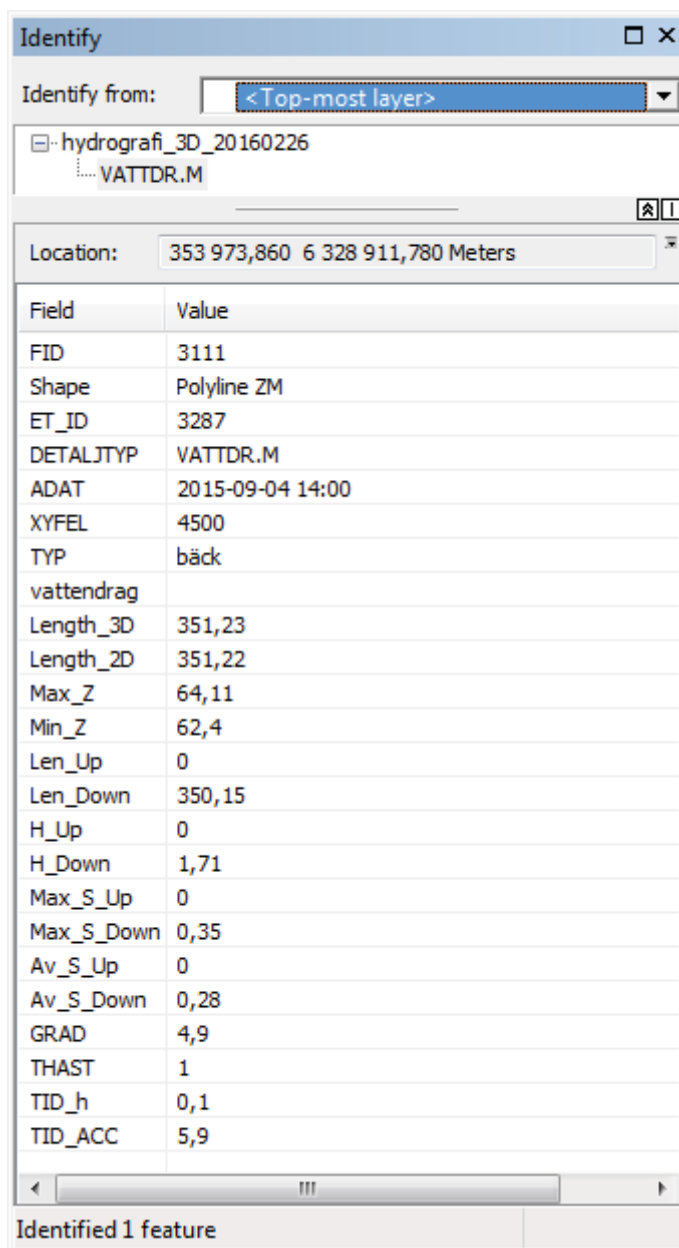 Identify
Identify from: <Top-most layer>
hydrografi_3D_20160226
VATTDR.M
Location: 353 973,860 6 328 911,780 Meters
Field Value
FID 3111
Shape Polyline ZM
ET_ID 3287
DETALJTYP VATTDR.M
ADAT 2015-09-04 14:00
XYFEL 4500
TYP bäck
vattendrag
Length_3D 351,23
Length_2D 351,22
Max_Z 64,11
Min_Z 62,4
Len_Up 0
Len_Down 350,15
H_Up 0
H_Down 1,71
Max_S_Up 0
Max_S_Down 0,35
Av_S_Up 0
Av_S_Down 0,28
GRAD 4,9
THAST 1
TID_h 0,1
TID_ACC 5,9
Identified 1 feature